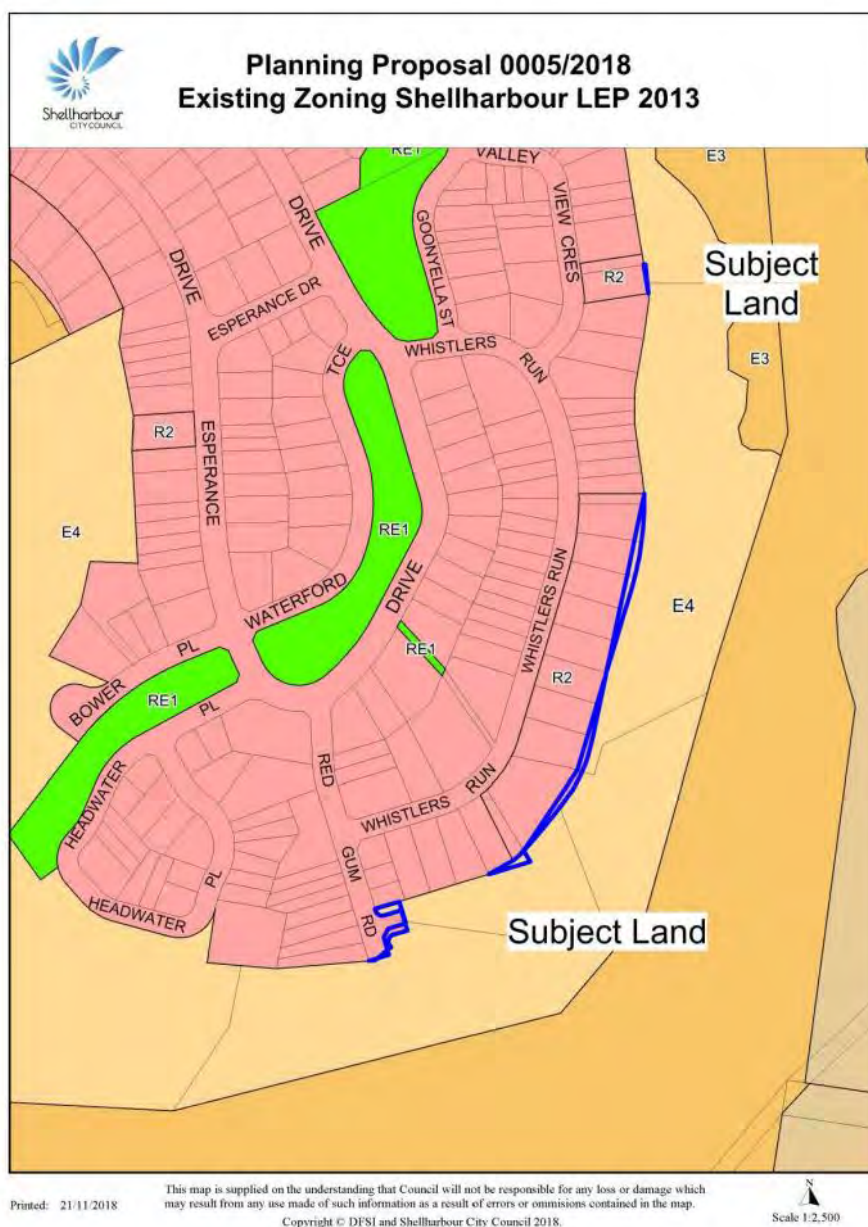 Shellharbour
CITY COUNCIL
Planning Proposal 0005/2018
Existing Zoning Shellharbour LEP 2013
RE1
VALLEY
E3
DRIVE
DRIVE
GOONYELLA ST
VIEW CRES
R2
Subject
Land
ESPERANCE DR
TCE
WHISTLERS
RUN
E3
R2
ESPERANCE
E4
RE1
WATERFORD
DRIVE
WHISTLERS RUN
E4
RE1
R2
BOWER
PL
RE1
PL
HEADWATER
RED
GUM
RD
WHISTLERS
RUN
HEADWATER
PL
Subject Land
Printed: 21/11/2018
This map is supplied on the understanding that Council will not be responsible for any loss or damage which
may result from any use made of such information as a result of errors or ommisions contained in the map.
Copyright © DFSI and Shellharbour City Council 2018.
N
Scale 1:2,500